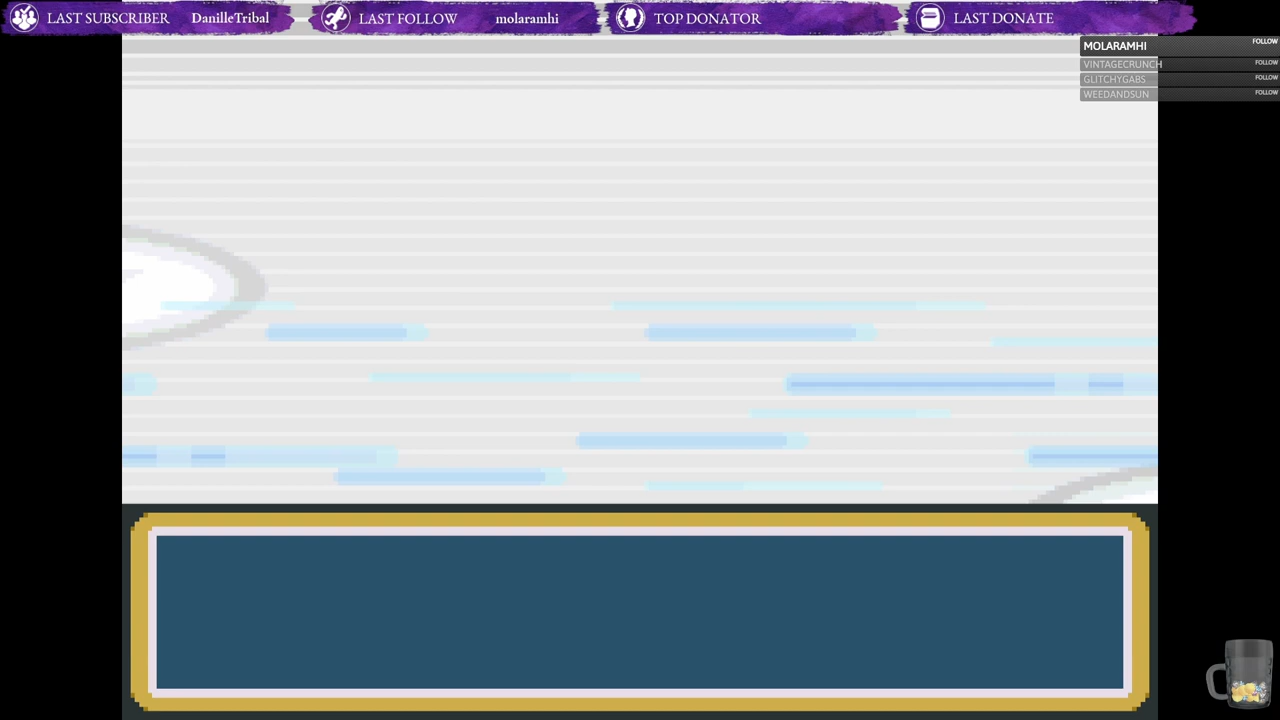 LAST SUBSCRIBER DanilleTribal LAST FOLLOW molaramhi TOP DONATOR LAST DONATE
MOLARAMHI FOLLOW
VINTAGECRUNCH FOLLOW
GLITCHYGABS FOLLOW
WEEDANDSUN FOLLOW